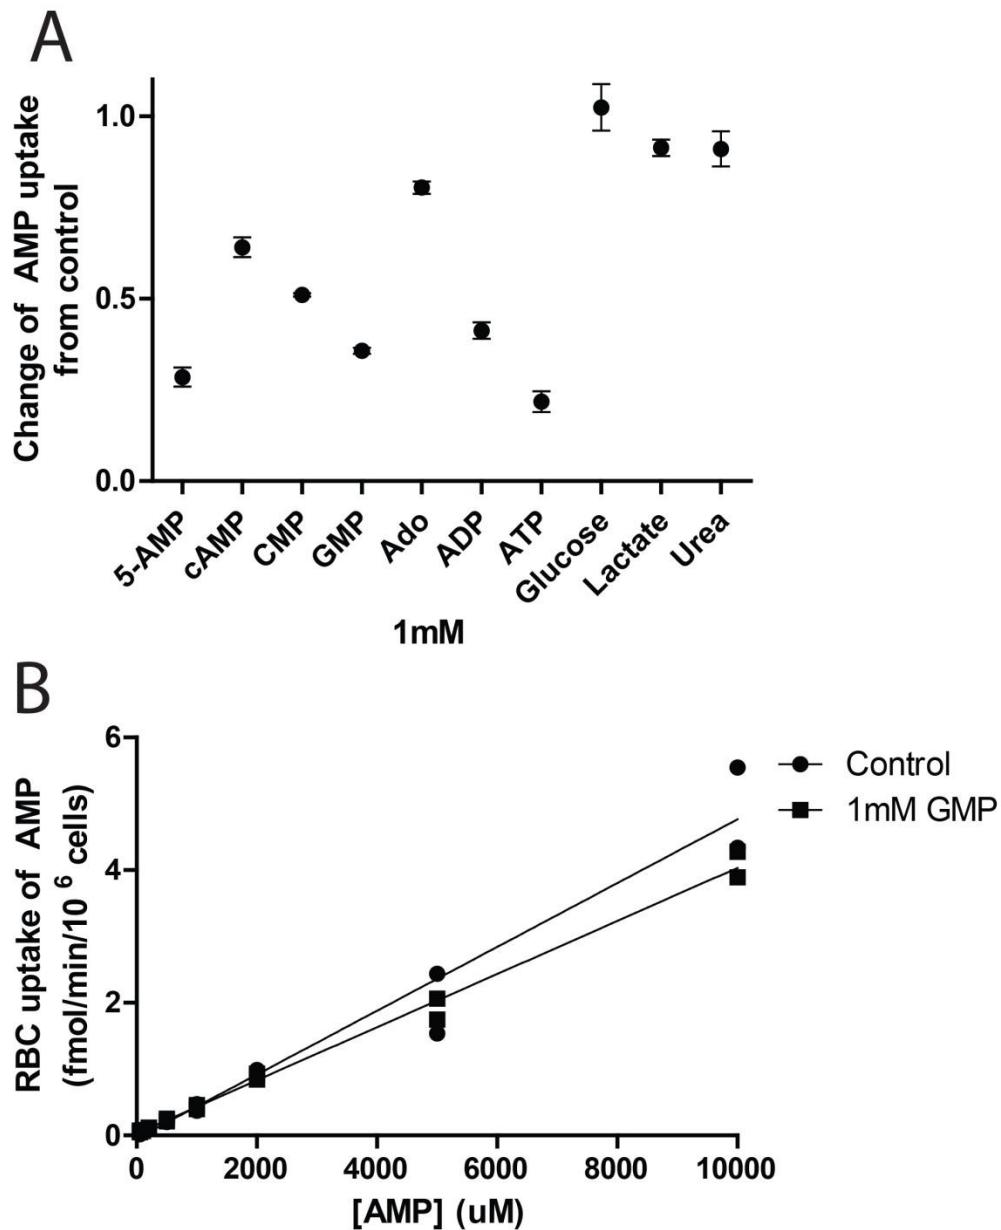 A
Change of AMP uptake
from control
1.0
0.5
0.0
5-AMP
cAMP
CMP
GMP
Ado
ADP
ATP
Glucose
Lactate
Urea
1mM
B
RBC uptake of AMP
(fmol/min/10 6 cells)
6
4
2
0
0
2000
4000
6000
8000
10000
[AMP] (uM)
Control
1mM GMP